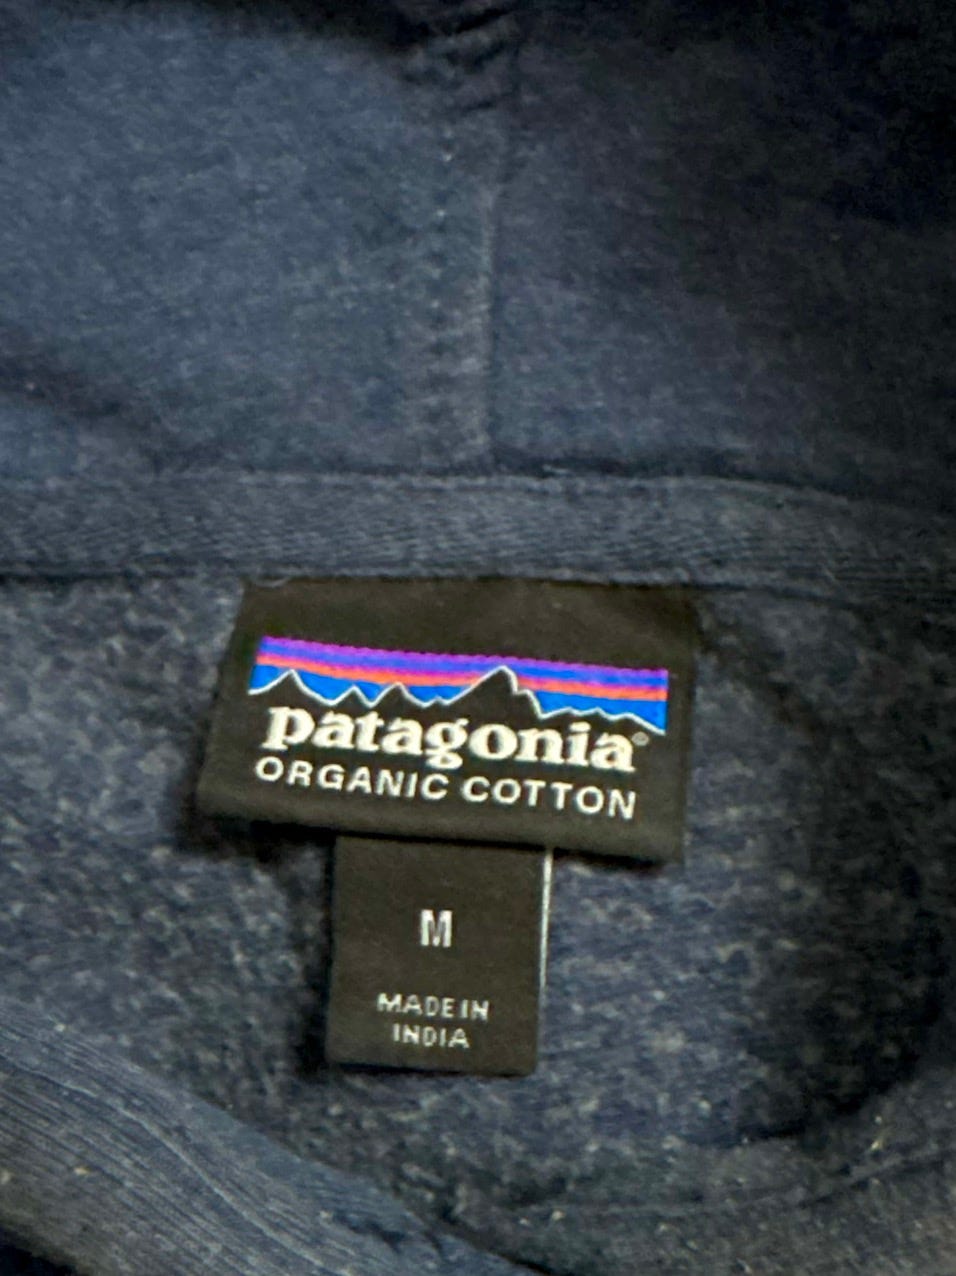 patagonia®
ORGANIC COTTON
M
MADE IN
INDIA